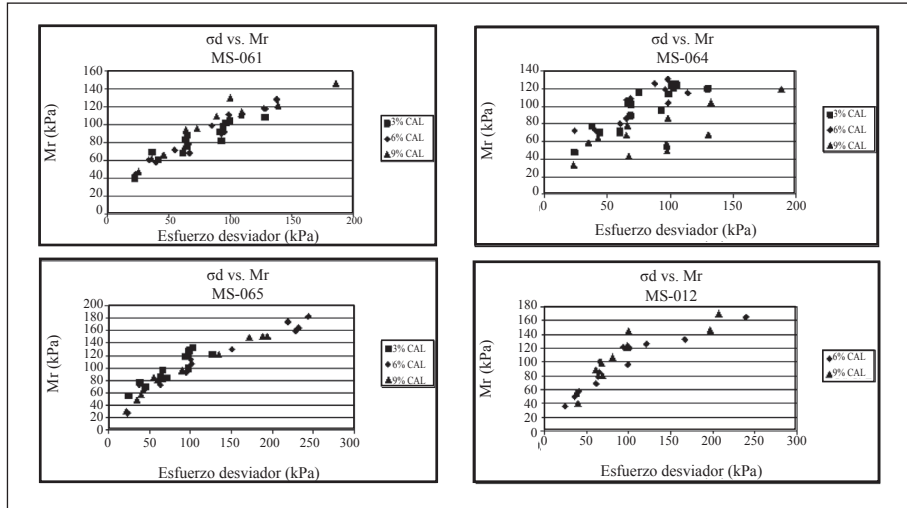 σd vs. Mr
MS-061
Mr (kPa)
160
140
120
100
80
60
40
20
0
0 50 100 150 200
Esfuerzo desviador (kPa)
3% CAL
6% CAL
9% CAL
σd vs. Mr
MS-064
Mr (kPa)
140
120
100
80
60
40
20
0
0 50 100 150 200
Esfuerzo desviador (kPa)
3% CAL
6% CAL
9% CAL
σd vs. Mr
MS-065
Mr (kPa)
200
180
160
140
120
100
80
60
40
20
0
0 50 100 150 200 250 300
Esfuerzo desviador (kPa)
3% CAL
6% CAL
9% CAL
σd vs. Mr
MS-012
Mr (kPa)
180
160
140
120
100
80
60
40
20
0
0 50 100 150 200 250 300
Esfuerzo desviador (kPa)
6% CAL
9% CAL